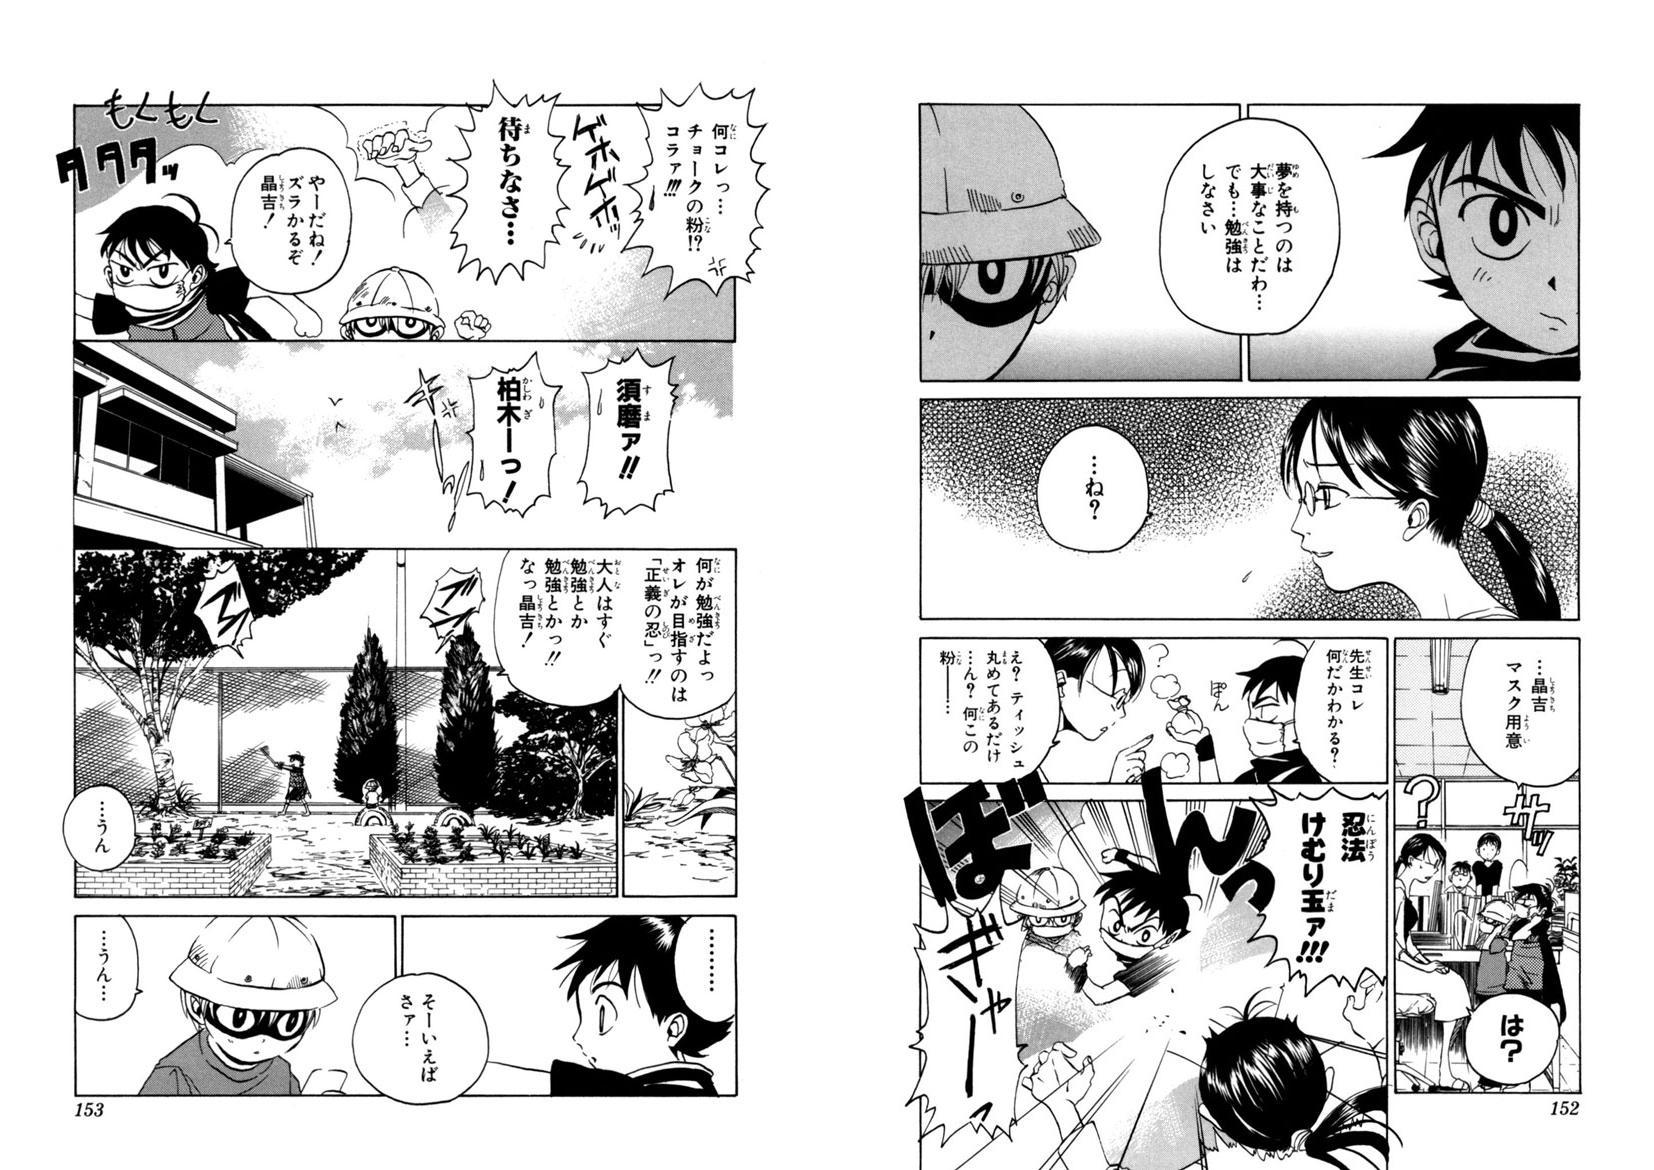 夢を持つのは
大事なことだわ…
でも…勉強は
しなさい
…ね?
…晶吉
マスク用意
サッ
?
は?
先生コレ
何だかわかる?
ぽん
?
え? ティッシュ
丸めてあるだけ
……ん? 何この
粉———
忍法
けむり玉ァ!!!
ぼんっ
ぎゃーーっ
152
何コレっ…
チョークの粉!?
コラァ!!!
ゲホゲホッ
待ちなさ…
もくもく
タタタッ
やーだね!
ズラかるぞ
晶吉!
須磨ァ!!
柏木ーっ!
何が勉強だよっ
オレが目指すのは
「正義の忍」っ!!
大人はすぐ
勉強とか
勉強とかっ!!
なっ晶吉!
…うん
………
そーいえば
さァ…
…うん…
153